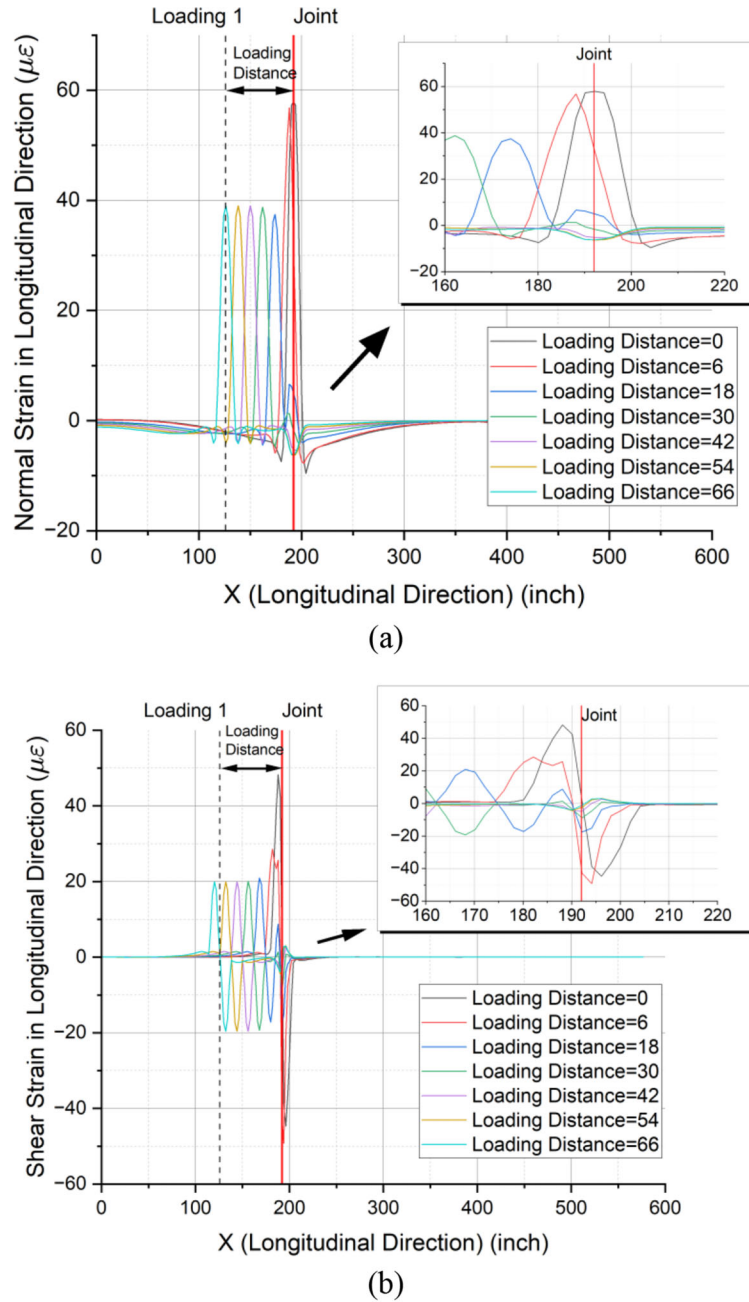 Loading 1
Joint
Loading
Distance
Normal Strain in Longitudinal Direction (με)
60
40
20
0
−20
0
100
200
300
400
500
600
X (Longitudinal Direction) (inch)
Joint
60
40
20
0
−20
160
180
200
220
Loading Distance=0
Loading Distance=6
Loading Distance=18
Loading Distance=30
Loading Distance=42
Loading Distance=54
Loading Distance=66
(a)
Loading 1
Joint
Loading
Distance
Shear Strain in Longitudinal Direction (με)
60
40
20
0
−20
−40
−60
0
100
200
300
400
500
600
X (Longitudinal Direction) (inch)
Joint
60
40
20
0
−20
−40
−60
160
170
180
190
200
210
220
Loading Distance=0
Loading Distance=6
Loading Distance=18
Loading Distance=30
Loading Distance=42
Loading Distance=54
Loading Distance=66
(b)